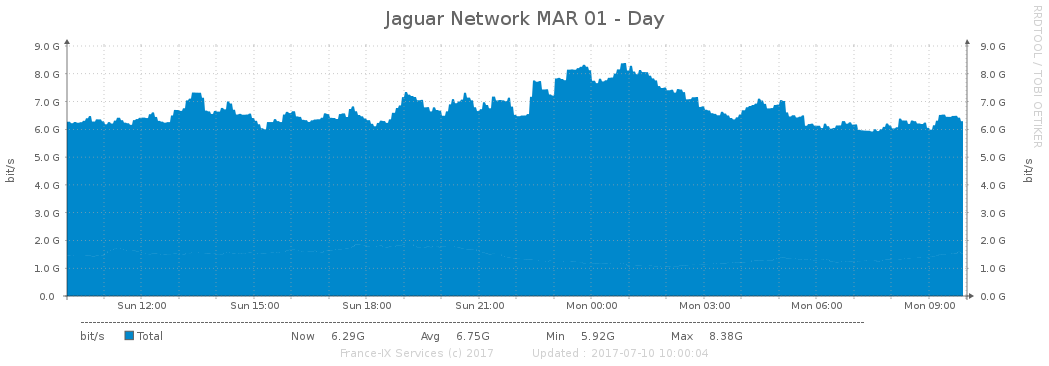 Jaguar Network MAR 01 - Day
RRDTOOL / TOBI OETIKER
9.0 G 9.0 G
8.0 G 8.0 G
7.0 G 7.0 G
6.0 G 6.0 G
5.0 G 5.0 G
4.0 G 4.0 G
3.0 G 3.0 G
2.0 G 2.0 G
1.0 G 1.0 G
0.0 0.0 G
bit/s bit/s
Sun 12:00 Sun 15:00 Sun 18:00 Sun 21:00 Mon 00:00 Mon 03:00 Mon 06:00 Mon 09:00
bit/s Total Now 6.29G Avg 6.75G Min 5.92G Max 8.38G
France-IX Services (c) 2017 Updated : 2017-07-10 10:00:04